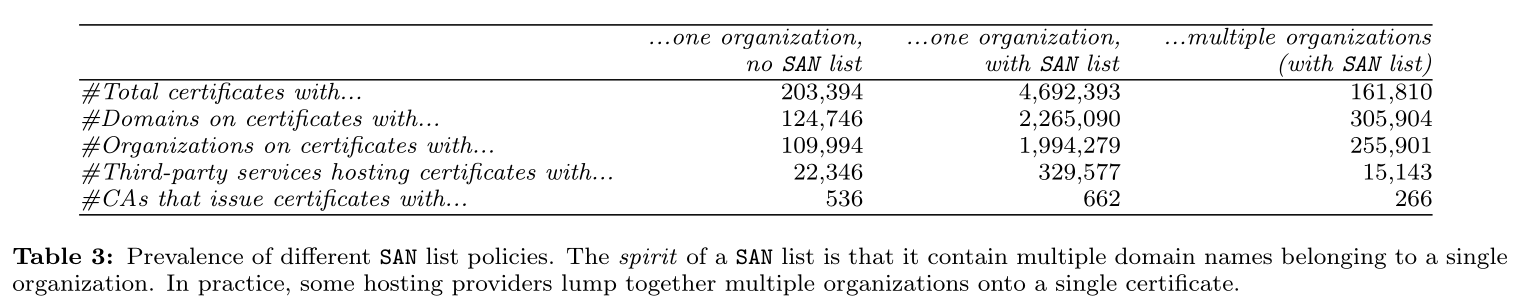 ...one organization, ...one organization, ...multiple organizations
no SAN list with SAN list (with SAN list)
#Total certificates with... 203,394 4,692,393 161,810
#Domains on certificates with... 124,746 2,265,090 305,904
#Organizations on certificates with... 109,994 1,994,279 255,901
#Third-party services hosting certificates with... 22,346 329,577 15,143
#CAs that issue certificates with... 536 662 266
Table 3: Prevalence of different SAN list policies. The spirit of a SAN list is that it contain multiple domain names belonging to a single
organization. In practice, some hosting providers lump together multiple organizations onto a single certificate.